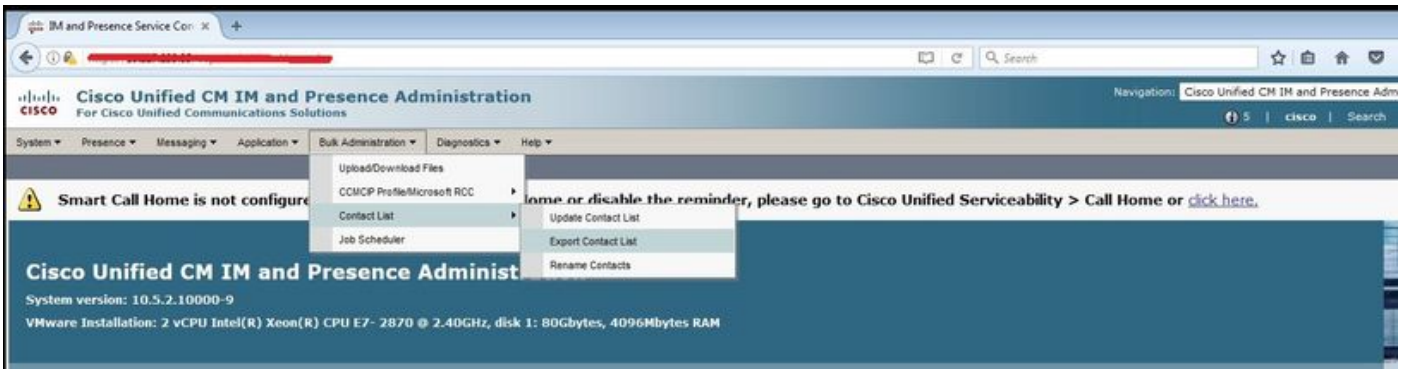 IM and Presence Service Con × +
Search
CISCO
Cisco Unified CM IM and Presence Administration
For Cisco Unified Communications Solutions
Navigation: Cisco Unified CM IM and Presence Adm
5 | cisco | Search
System Presence Messaging Application Bulk Administration Diagnostics Help
Upload/Download Files
CCMCIP Profile/Microsoft RCC
Contact List
Job Scheduler
Update Contact List
Export Contact List
Rename Contacts
Smart Call Home is not configure ome or disable the reminder, please go to Cisco Unified Serviceability > Call Home or click here.
Cisco Unified CM IM and Presence Administ
System version: 10.5.2.10000-9
VMware Installation: 2 vCPU Intel(R) Xeon(R) CPU E7- 2870 @ 2.40GHz, disk 1: 80Gbytes, 4096Mbytes RAM